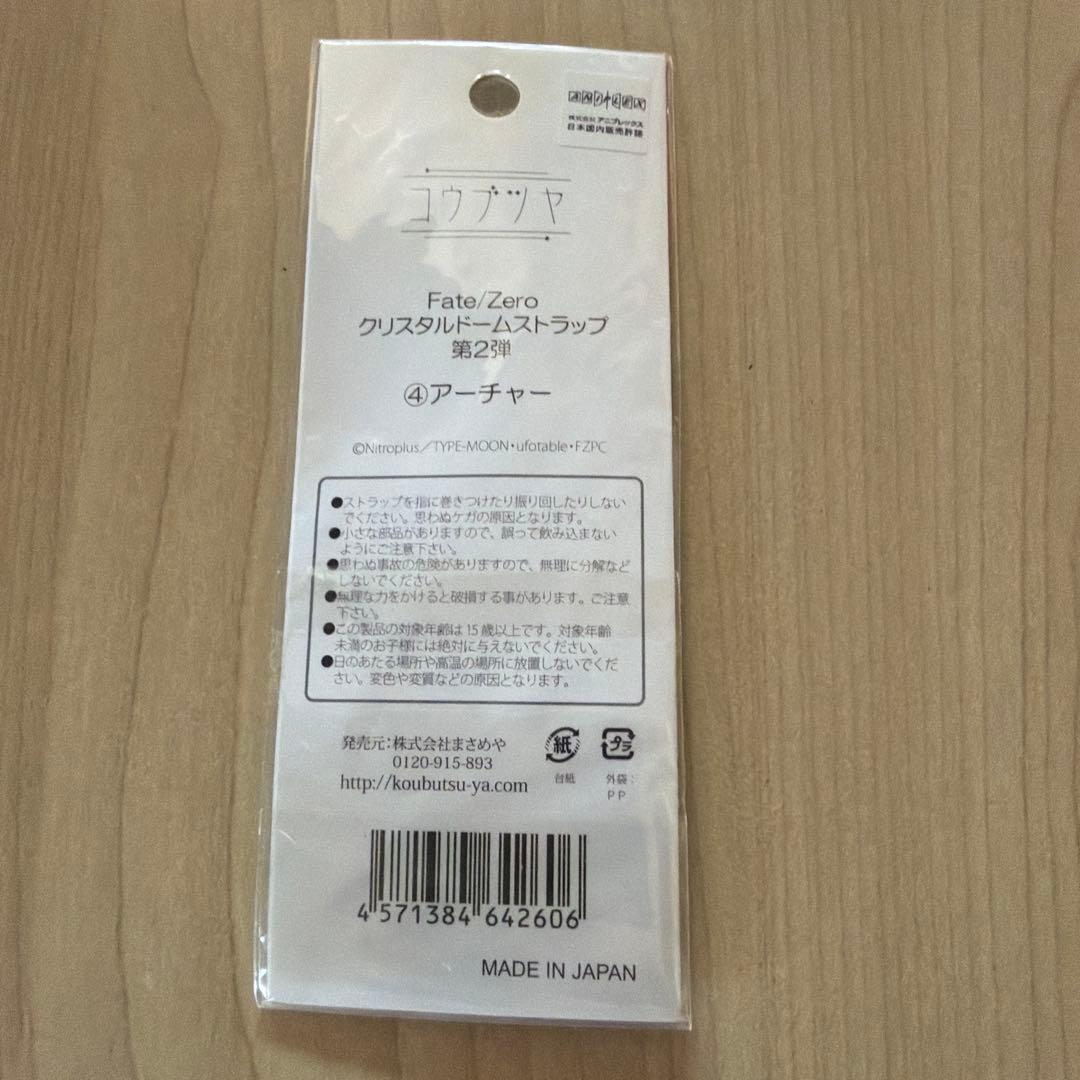 ANIPLEX
株式会社アニプレックス
日本国内販売許諾
コウブツヤ
Fate/Zero
クリスタルドームストラップ
第2弾
④アーチャー
©Nitroplus／TYPE-MOON・ufotable・FZPC
●ストラップを指に巻きつけたり振り回したりしない
でください。思わぬケガの原因となります。
●小さな部品がありますので、誤って飲み込まない
ようにご注意下さい。
●思わぬ事故の危険がありますので、無理に分解など
しないでください。
●無理な力をかけると破損する事があります。ご注意
下さい。
●この製品の対象年齢は15歳以上です。対象年齢
未満のお子様には絶対に与えないでください。
●日のあたる場所や高温の場所に放置しないでくだ
さい。変色や変質などの原因となります。
発売元：株式会社まさめや
0120-915-893
http://koubutsu-ya.com
紙
台紙
プラ
外袋：
PP
4 571384 642606
MADE IN JAPAN